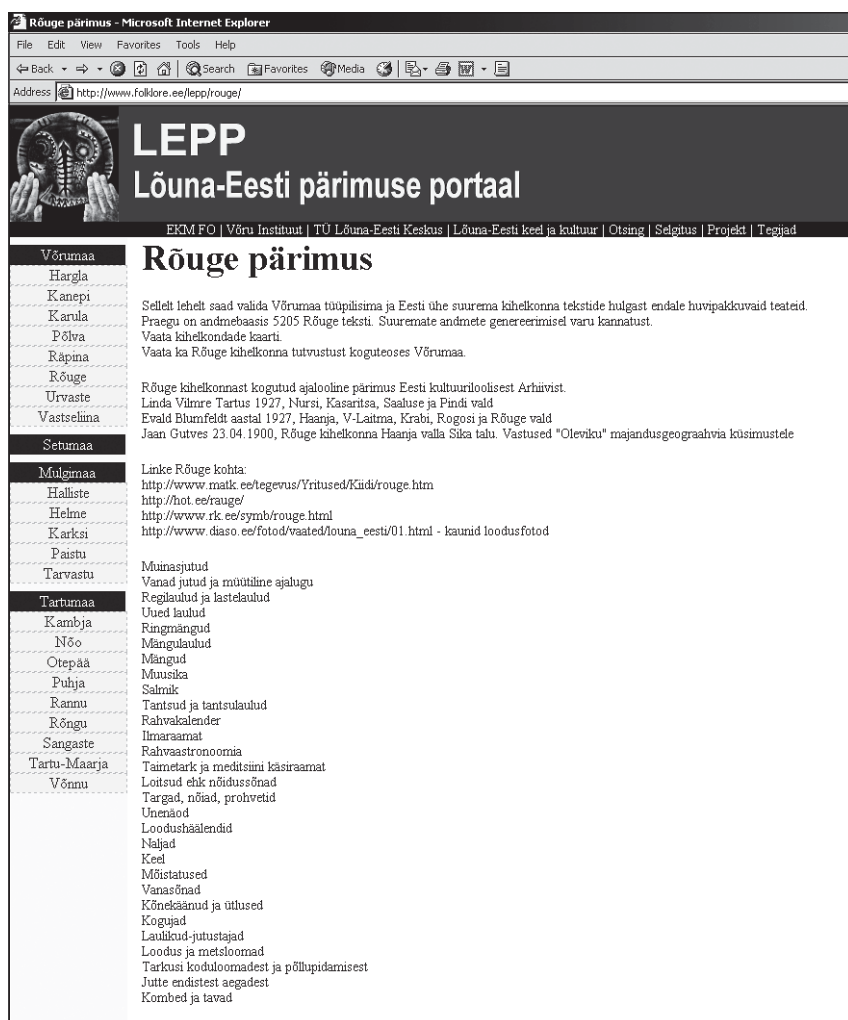 Rõuge pärimus - Microsoft Internet Explorer
File Edit View Favorites Tools Help
Back Search Favorites Media
Address http://www.folklore.ee/lepp/rouge/
LEPP
Lõuna-Eesti pärimuse portaal
EKM FO | Võru Instituut | TÜ Lõuna-Eesti Keskus | Lõuna-Eesti keel ja kultuur | Otsing | Selgitus | Projekt | Tegijad
Võrumaa
Hargla
Kanepi
Karula
Põlva
Räpina
Rõuge
Urvaste
Vastseliina
Setumaa
Mulgimaa
Halliste
Helme
Karksi
Paistu
Tarvastu
Tartumaa
Kambja
Nõo
Otepää
Puhja
Rannu
Rõngu
Sangaste
Tartu-Maarja
Võnnu
Rõuge pärimus
Sellelt lehelt saad valida Võrumaa tüüpilisima ja Eesti ühe suurema kihelkonna tekstide hulgast endale huvipakkuvaid teateid.
Praegu on andmebaasis 5205 Rõuge teksti. Suuremate andmete genereerimisel varu kannatust.
Vaata kihelkondade kaarti.
Vaata ka Rõuge kihelkonna tutvustust koguteoses Võrumaa.
Rõuge kihelkonnast kogutud ajalooline pärimus Eesti kultuuriloolisest Arhiivist.
Linda Vilmre Tartus 1927, Nursi, Kasaritsa, Saaluse ja Pindi vald
Evald Blumfeldt aastal 1927, Haanja, V-Laitma, Krabi, Rogosi ja Rõuge vald
Jaan Gutves 23.04.1900, Rõuge kihelkonna Haanja valla Sika talu. Vastused "Oleviku" majandusgeograahvia küsimustele
Linke Rõuge kohta:
http://www.matk.ee/tegevus/Yritused/Kiidi/rouge.htm
http://hot.ee/rauge/
http://www.rk.ee/symb/rouge.html
http://www.diaso.ee/fotod/vaated/louna_eesti/01.html - kaunid loodusfotod
Muinasjutud
Vanad jutud ja müütiline ajalugu
Regilaulud ja lastelaulud
Uued laulud
Ringmängud
Mängulaulud
Mängud
Muusika
Salmik
Tantsud ja tantsulaulud
Rahvakalender
Ilmaraamat
Rahvaastronoomia
Taimetark ja meditsiini käsiraamat
Loitsud ehk nõidussõnad
Targad, nõiad, prohvetid
Unenäod
Loodushäälendid
Naljad
Keel
Mõistatused
Vanasõnad
Kõnekäänud ja ütlused
Kogujad
Laulikud-jutustajad
Loodus ja metsloomad
Tarkusi koduloomadest ja põllupidamisest
Jutte endistest aegadest
Kombed ja tavad